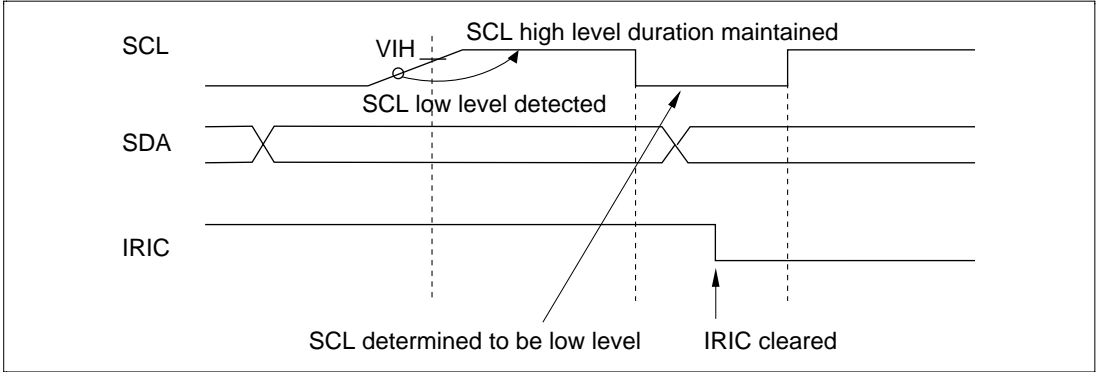 SCL
VIH
SCL high level duration maintained
SCL low level detected
SDA
IRIC
SCL determined to be low level
IRIC cleared